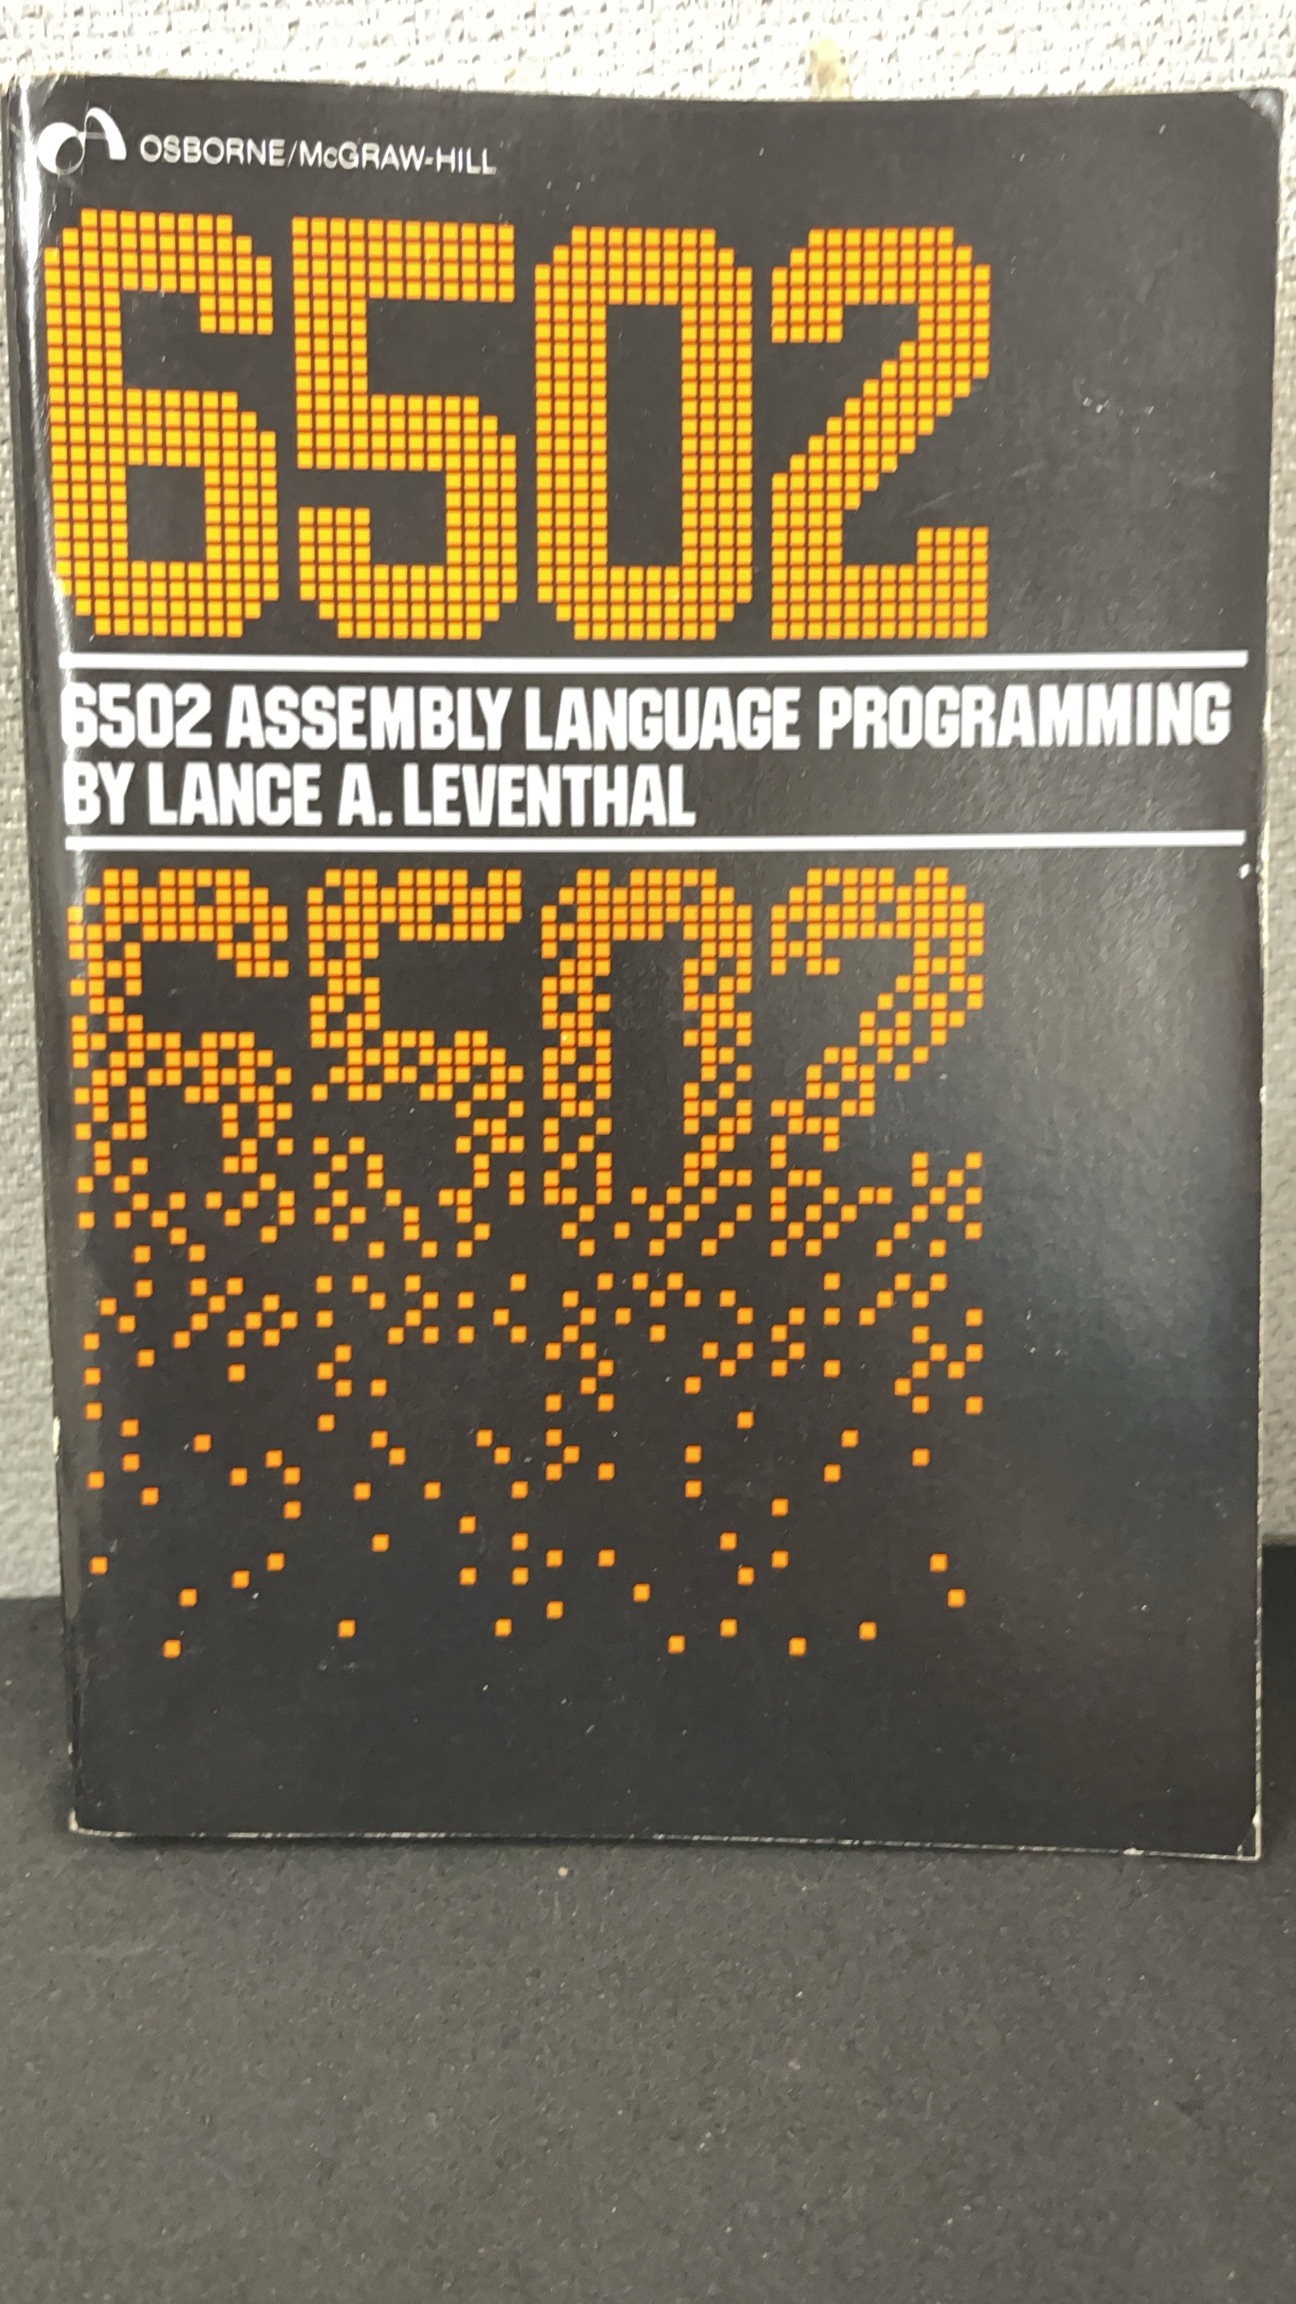 OSBORNE/McGRAW-HILL
6502
6502 ASSEMBLY LANGUAGE PROGRAMMING
BY LANCE A. LEVENTHAL
6502